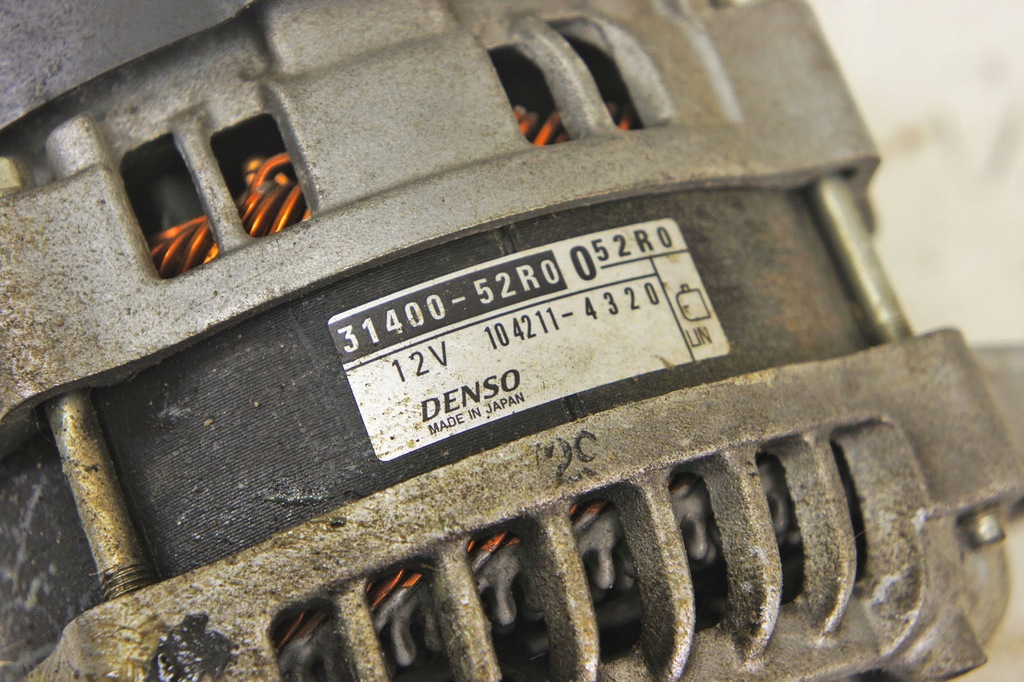 31400-52R0 052R0
12V 104211-4320
DENSO
MADE IN JAPAN
LIN